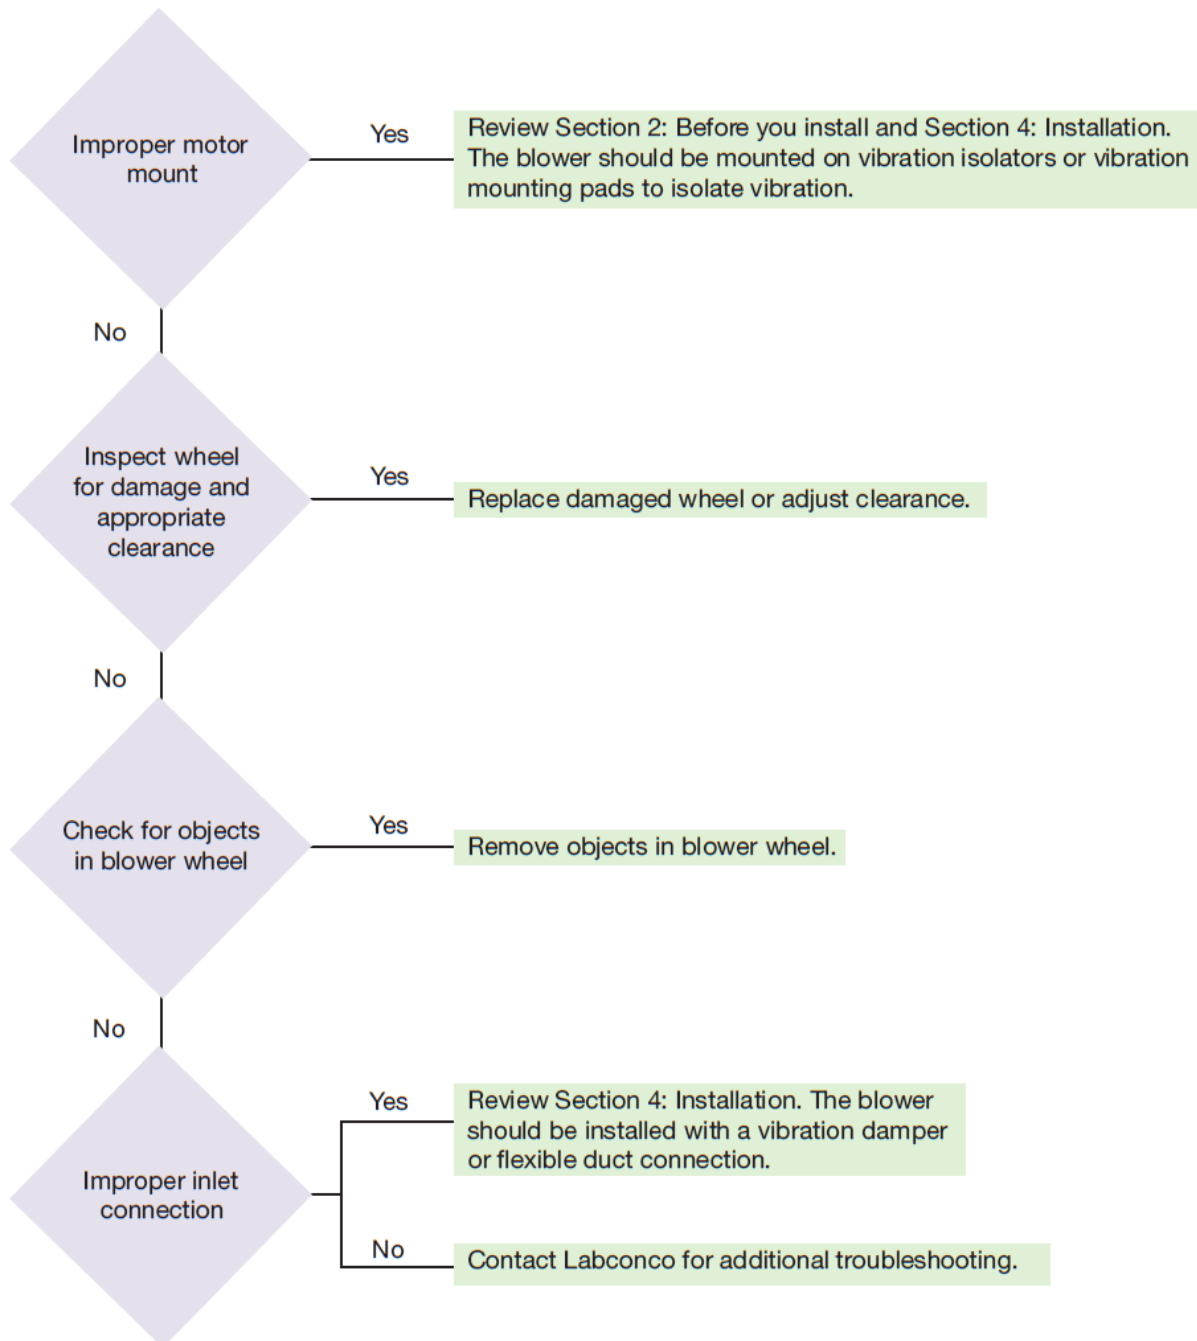 Improper motor
mount
Yes
Review Section 2: Before you install and Section 4: Installation.
The blower should be mounted on vibration isolators or vibration
mounting pads to isolate vibration.
No
Inspect wheel
for damage and
appropriate
clearance
Yes
Replace damaged wheel or adjust clearance.
No
Check for objects
in blower wheel
Yes
Remove objects in blower wheel.
No
Improper inlet
connection
Yes
Review Section 4: Installation. The blower
should be installed with a vibration damper
or flexible duct connection.
No
Contact Labconco for additional troubleshooting.